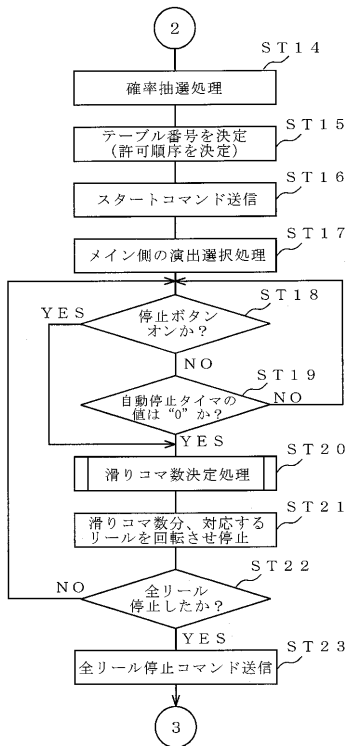 2
ST14
確率抽選処理
ST15
テーブル番号を決定
(許可順序を決定)
ST16
スタートコマンド送信
ST17
メイン側の演出選択処理
ST18
YES
停止ボタン
オンか?
NO
ST19
自動停止タイマの
値は“0”か?
NO
YES
ST20
滑りコマ数決定処理
ST21
滑りコマ数分、対応する
リールを回転させ停止
ST22
NO
全リール
停止したか?
YES
ST23
全リール停止コマンド送信
3